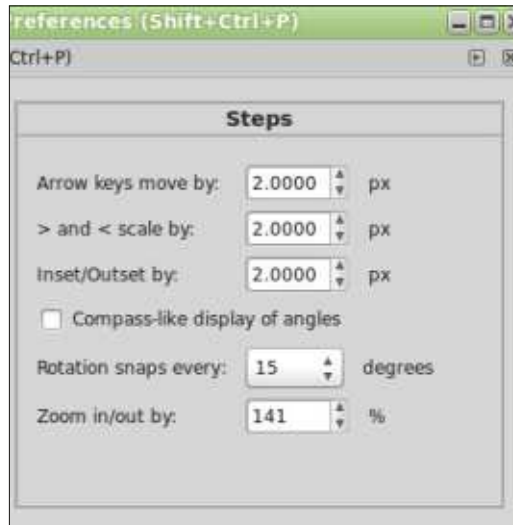 references (Shift+Ctrl+P)
Ctrl+P)
Steps
Arrow keys move by: 2.0000 px
> and < scale by: 2.0000 px
Inset/Outset by: 2.0000 px
Compass-like display of angles
Rotation snaps every: 15 degrees
Zoom in/out by: 141 %